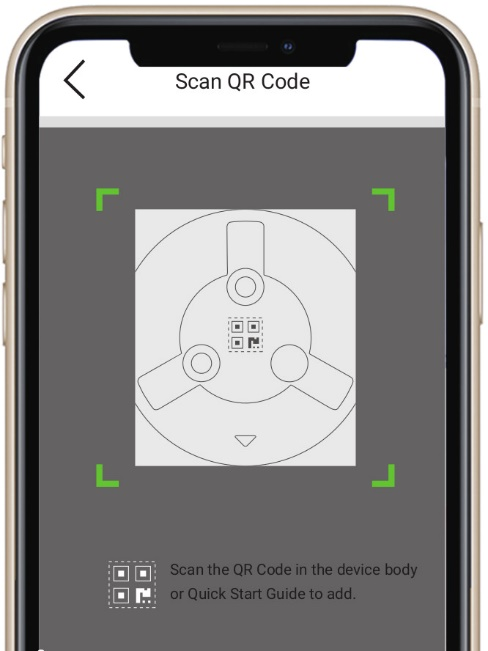 Scan QR Code
Scan the QR Code in the device body
or Quick Start Guide to add.